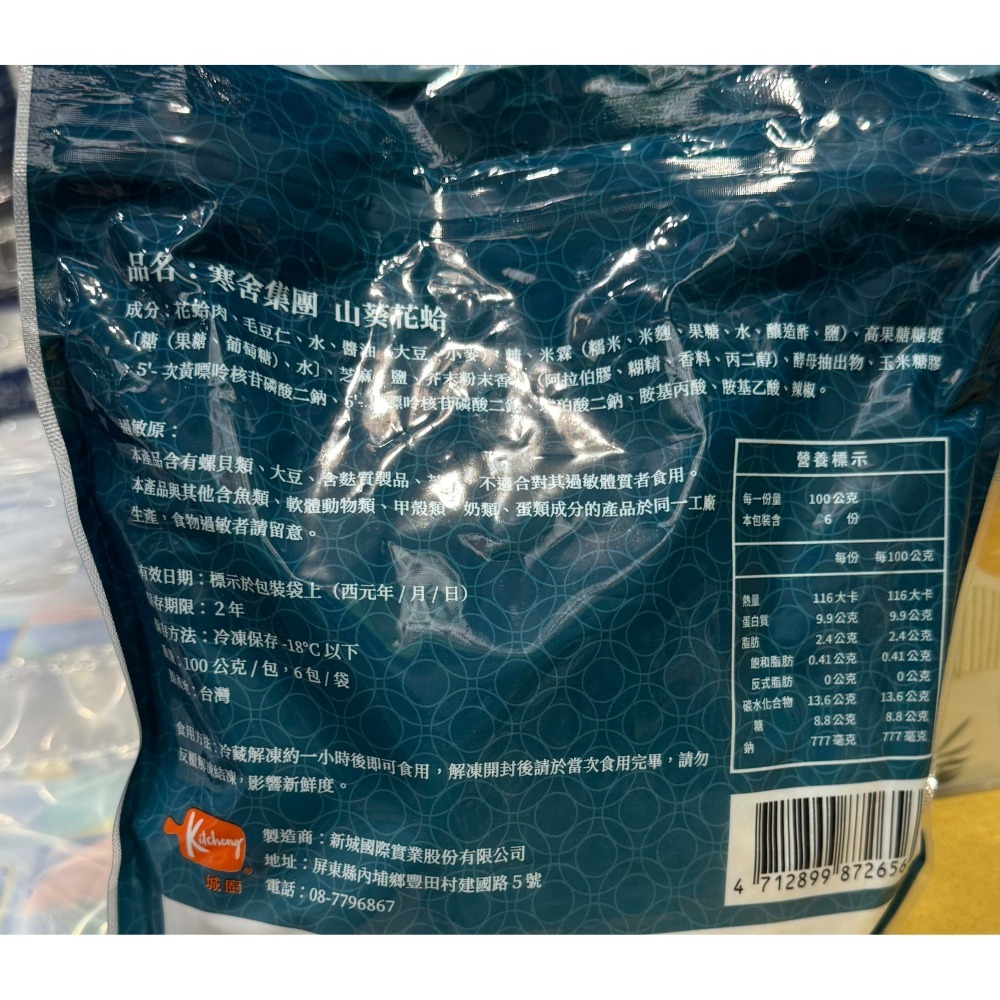 品名：寒舍集團 山葵花蛤
成分：花蛤肉、毛豆仁、水、醬油 大豆、小麥 糖、米霖（糯米、米麴、果糖、水、釀造酢、鹽）、高果糖糖漿
〔糖（果糖、葡萄糖）、水〕、芝麻、鹽、芥末粉末香 （阿拉伯膠、糊精、香料、丙二醇）、酵母抽出物、玉米糖膠
、5'-次黃嘌呤核苷磷酸二鈉、5'- 嘌呤核苷磷酸二鈉、 珀酸二鈉、胺基丙酸、胺基乙酸、辣椒。
過敏原：
本產品含有螺貝類、大豆、含麩質製品、 不適合對其過敏體質者食用。
本產品與其他含魚類、軟體動物類、甲殼類、奶類、蛋類成分的產品於同一工廠
生產，食物過敏者請留意。
有效日期：標示於包裝袋上（西元年/月/日）
保存期限：2年
保存方法：冷凍保存-18°C以下
：100公克/包，6包/袋
：台灣
食用方法：冷藏解凍約一小時後即可食用，解凍開封後請於當次食用完畢，請勿
反覆解凍結凍，影響新鮮度。
Kitcheng
城廚
®
製造商：新城國際實業股份有限公司
地址：屏東縣內埔鄉豐田村建國路5號
電話：08-7796867
營養標示
每一份量 100公克
本包裝含 6 份
每份 每100公克
熱量 116大卡 116大卡
蛋白質 9.9公克 9.9公克
脂肪 2.4公克 2.4公克
飽和脂肪 0.41公克 0.41公克
反式脂肪 0公克 0公克
碳水化合物 13.6公克 13.6公克
糖 8.8公克 8.8公克
鈉 777毫克 777毫克
4 712899 872656